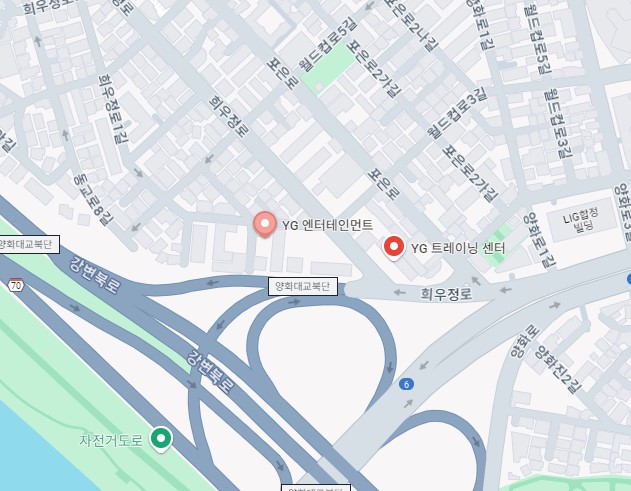 희우정로
월드컵로5길
포은로2나길
양화로1길
월드컵로5길
포은로
포은로2가길
희우정로1길
희우정로
월드컵로3길
월드컵로3길
포은로2가길
동교로8길
포은로
YG 엔터테인먼트
YG 트레이닝 센터
LIG합정
빌딩
양화로1길
양화대교북단
강변북로
70
양화대교북단
희우정로
강변북로
6
양화로
양화진2길
자전거도로
양화대교북단